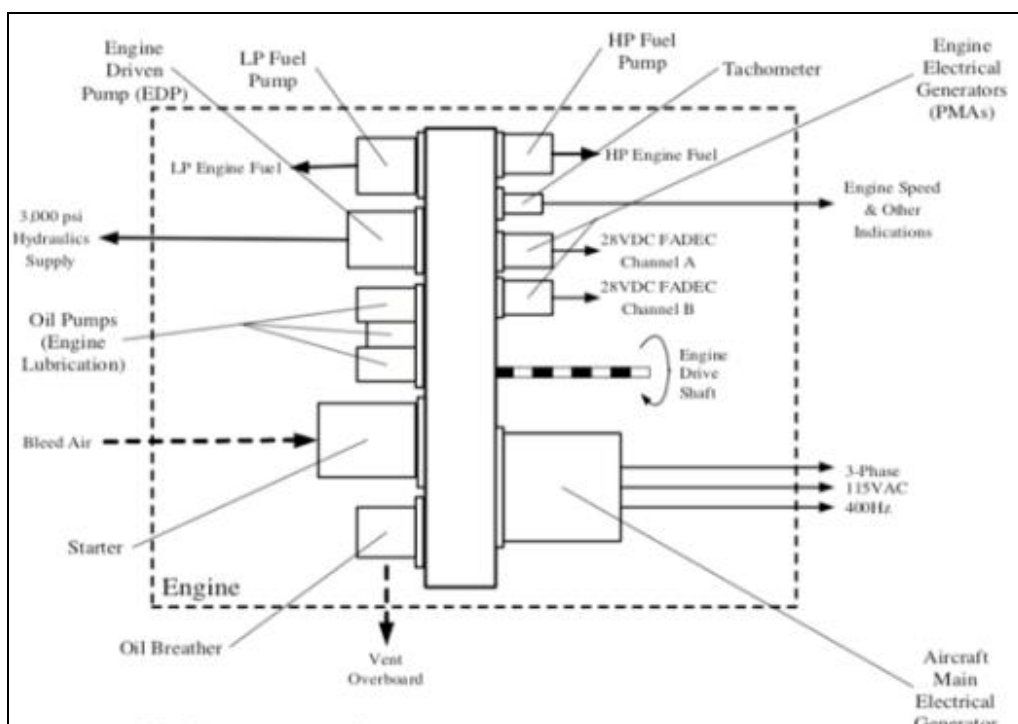 Engine
Driven
Pump (EDP)
LP Fuel
Pump
HP Fuel
Pump
Tachometer
Engine
Electrical
Generators
(PMAs)
LP Engine Fuel
HP Engine Fuel
3,000 psi
Hydraulics
Supply
Engine Speed
& Other
Indications
28VDC FADEC
Channel A
28VDC FADEC
Channel B
Oil Pumps
(Engine
Lubrication)
Engine
Drive
Shaft
Bleed Air
3-Phase
115VAC
400Hz
Starter
Engine
Oil Breather
Vent
Overboard
Aircraft
Main
Electrical
Generator